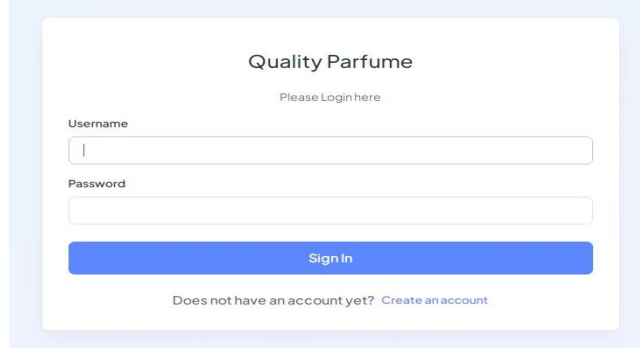 Quality Parfume
Please Login here
Username
Password
Sign In
Does not have an account yet? Create an account